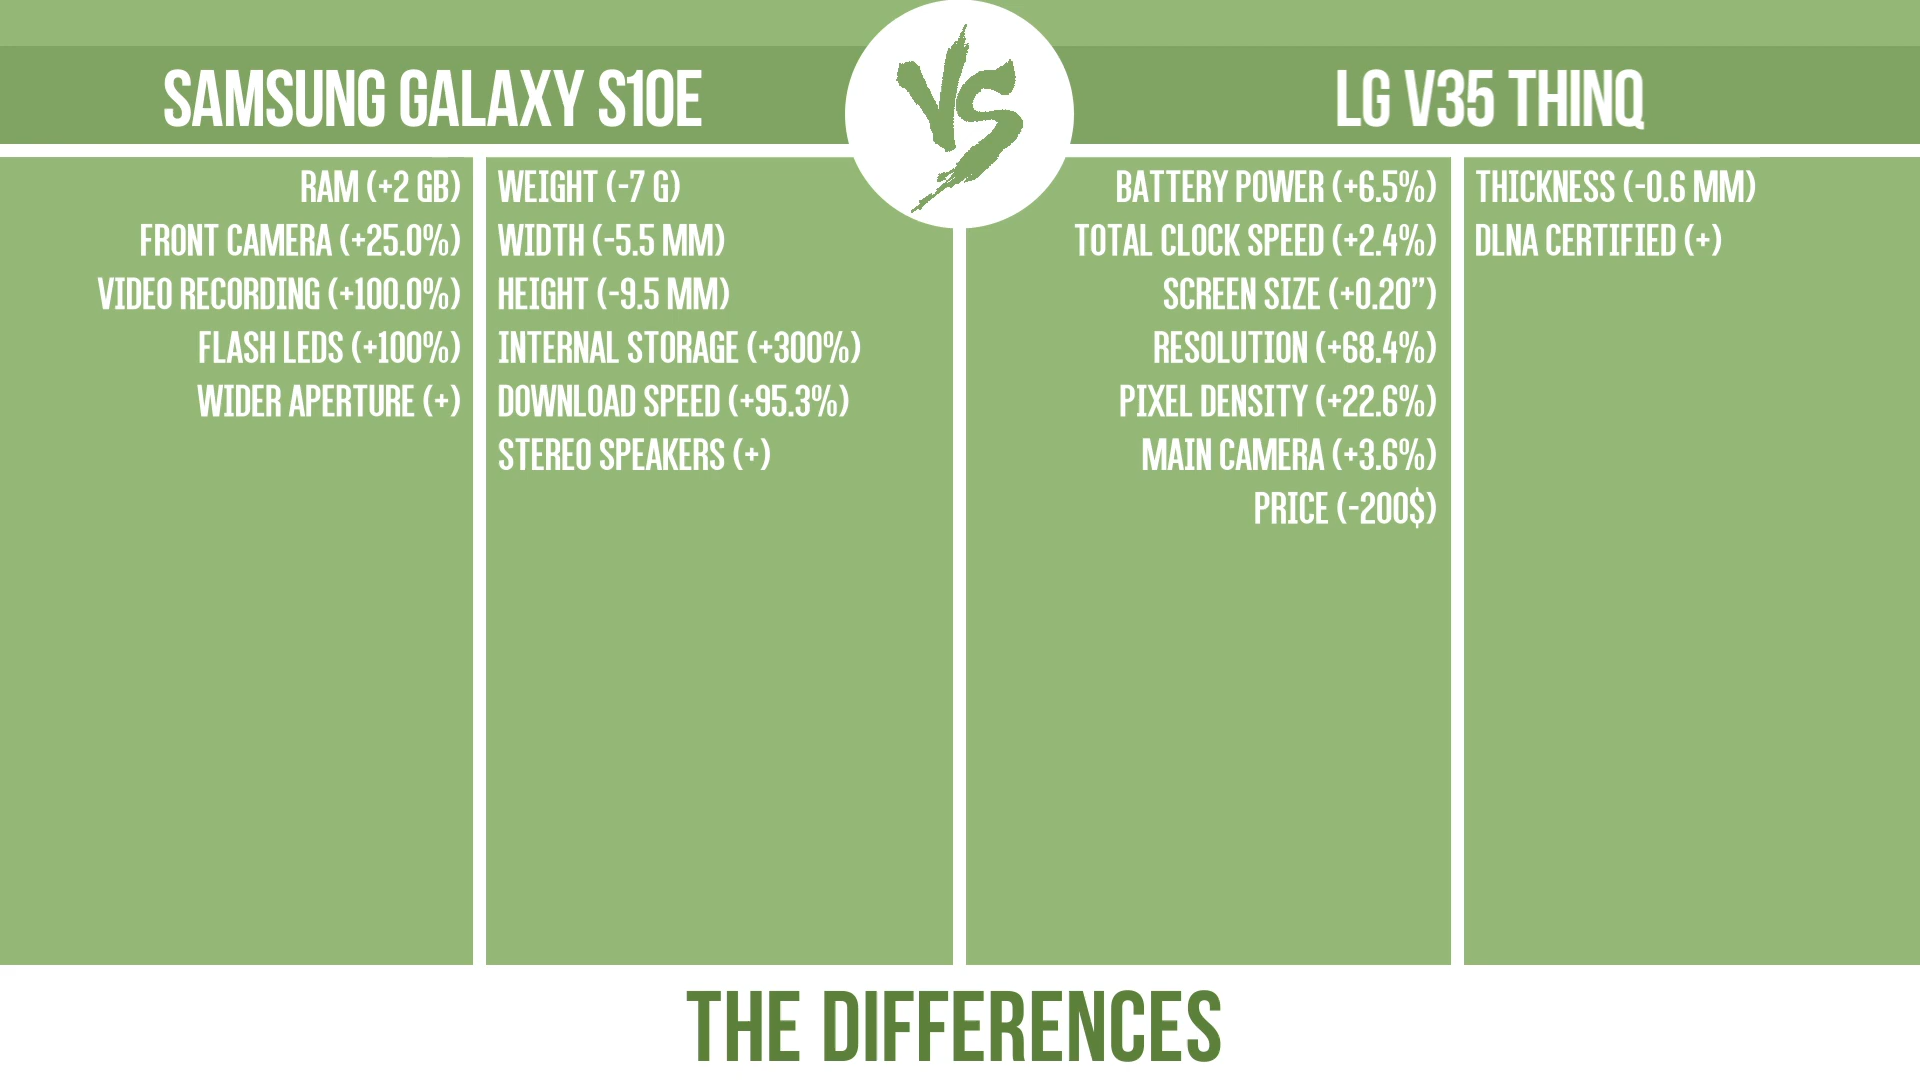 SAMSUNG GALAXY S10E
VS
LG V35 THINQ
RAM (+2 GB)
FRONT CAMERA (+25.0%)
VIDEO RECORDING (+100.0%)
FLASH LEDS (+100%)
WIDER APERTURE (+)
WEIGHT (-7 G)
WIDTH (-5.5 MM)
HEIGHT (-9.5 MM)
INTERNAL STORAGE (+300%)
DOWNLOAD SPEED (+95.3%)
STEREO SPEAKERS (+)
BATTERY POWER (+6.5%)
TOTAL CLOCK SPEED (+2.4%)
SCREEN SIZE (+0.20”)
RESOLUTION (+68.4%)
PIXEL DENSITY (+22.6%)
MAIN CAMERA (+3.6%)
PRICE (-200$)
THICKNESS (-0.6 MM)
DLNA CERTIFIED (+)
THE DIFFERENCES